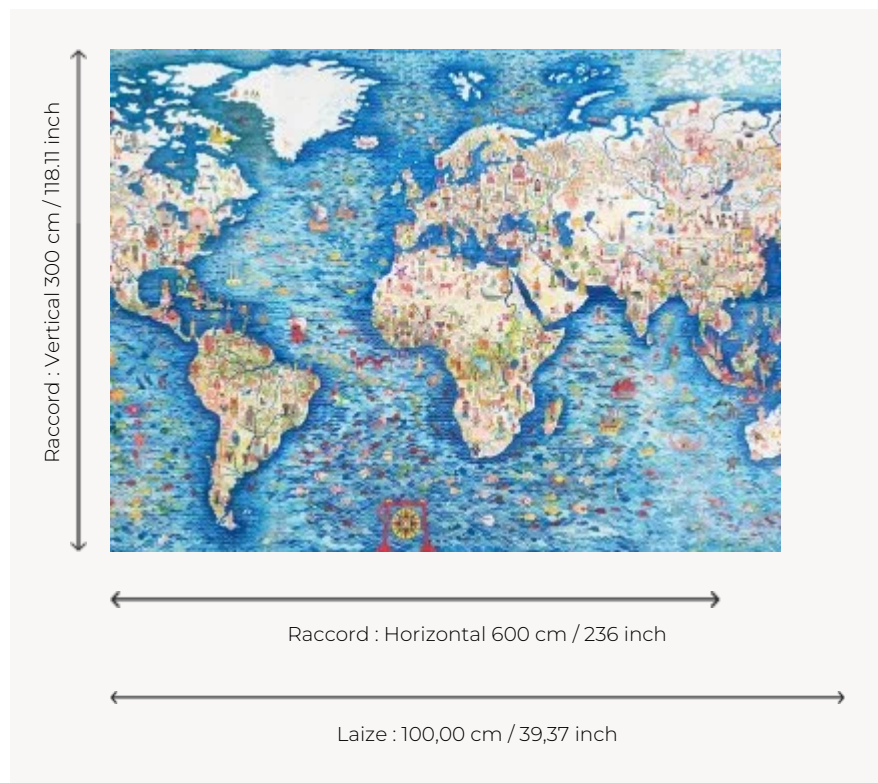 Raccord : Vertical 300 cm / 118.11 inch
Raccord : Horizontal 600 cm / 236 inch
Laize : 100,00 cm / 39,37 inch